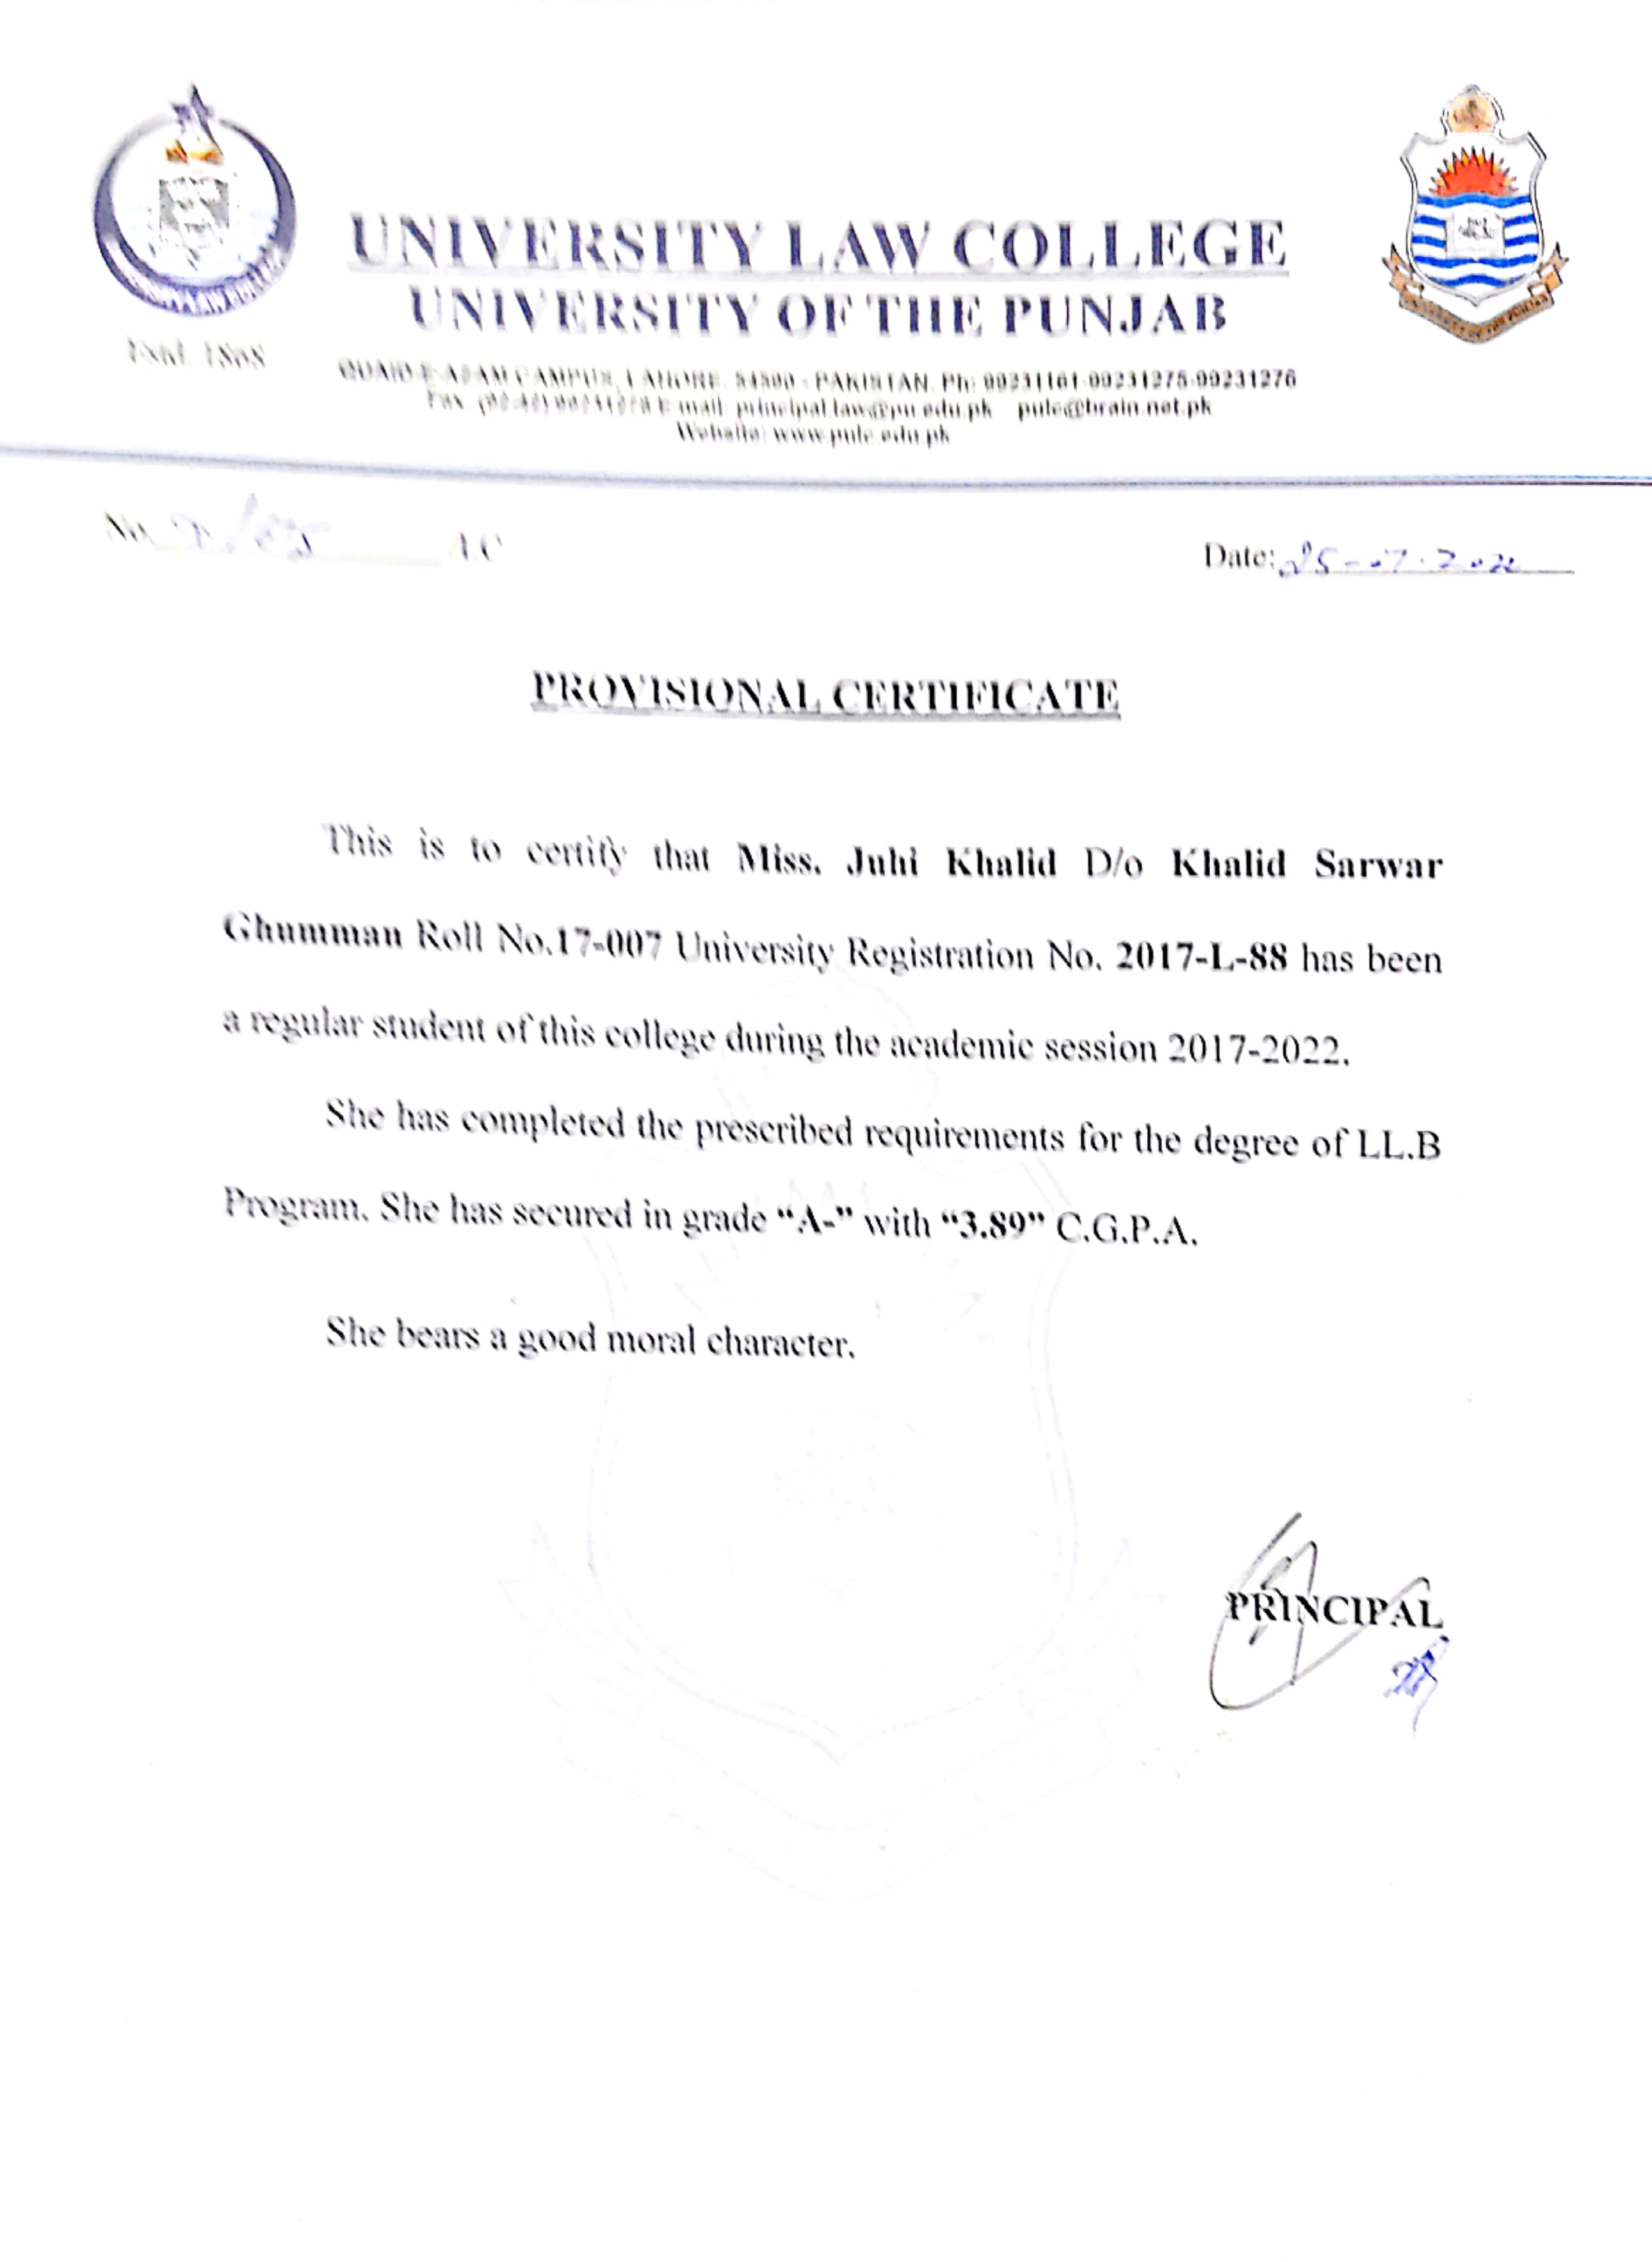 UNIVERSITY LAW COLLEGE
UNIVERSITY OF THE PUNJAB
Estd. 1868
QUAID-E-AZAM CAMPUS, LAHORE. 54590 - PAKISTAN. Ph: 99231161-99231275-99231276
E-mail principal.law@pu.edu.pk pulc@brain.net.pk
Website: www.pulc.edu.pk
No. LC
Date: 25-07-2022
PROVISIONAL CERTIFICATE
This is to certify that Miss. Juhi Khalid D/o Khalid Sarwar
Ghumman Roll No.17-007 University Registration No. 2017-L-88 has been
a regular student of this college during the academic session 2017-2022.
She has completed the prescribed requirements for the degree of LL.B
Program. She has secured in grade “A-” with “3.89” C.G.P.A.
She bears a good moral character.
PRINCIPAL